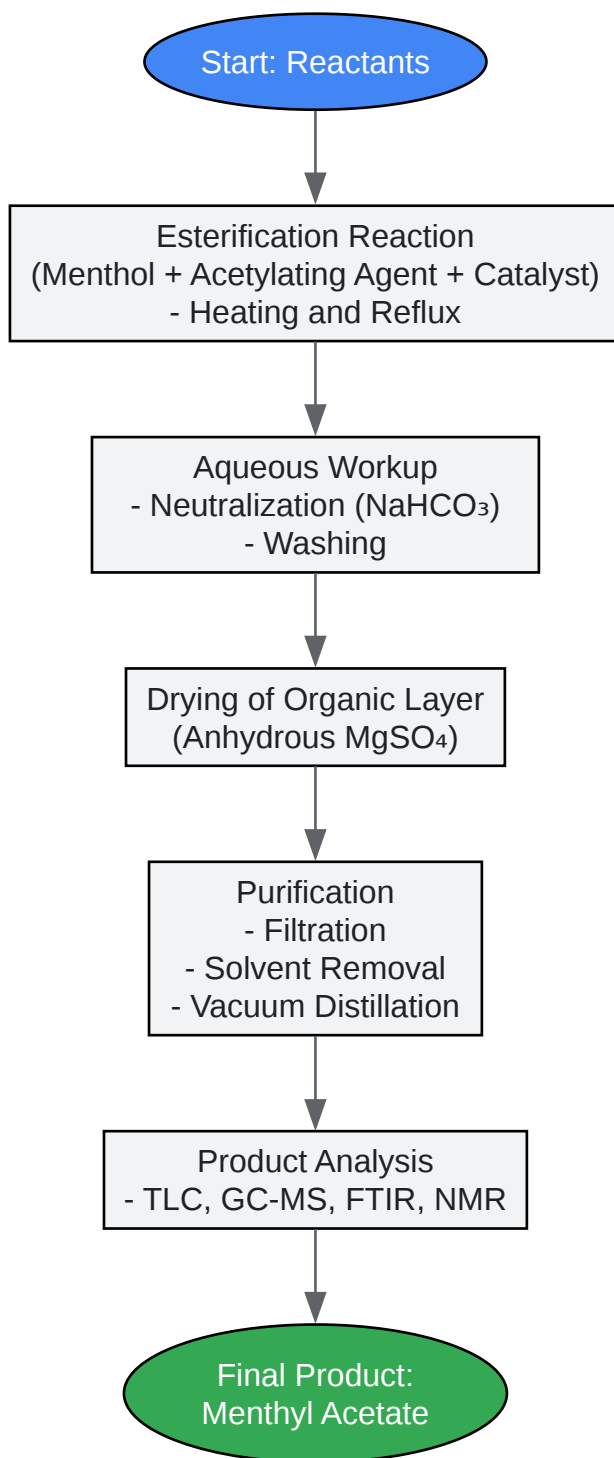 Start: Reactants
Esterification Reaction
(Menthol + Acetylating Agent + Catalyst)
- Heating and Reflux
Aqueous Workup
- Neutralization (NaHCO₃)
- Washing
Drying of Organic Layer
(Anhydrous MgSO₄)
Purification
- Filtration
- Solvent Removal
- Vacuum Distillation
Product Analysis
- TLC, GC-MS, FTIR, NMR
Final Product:
Menthyl Acetate